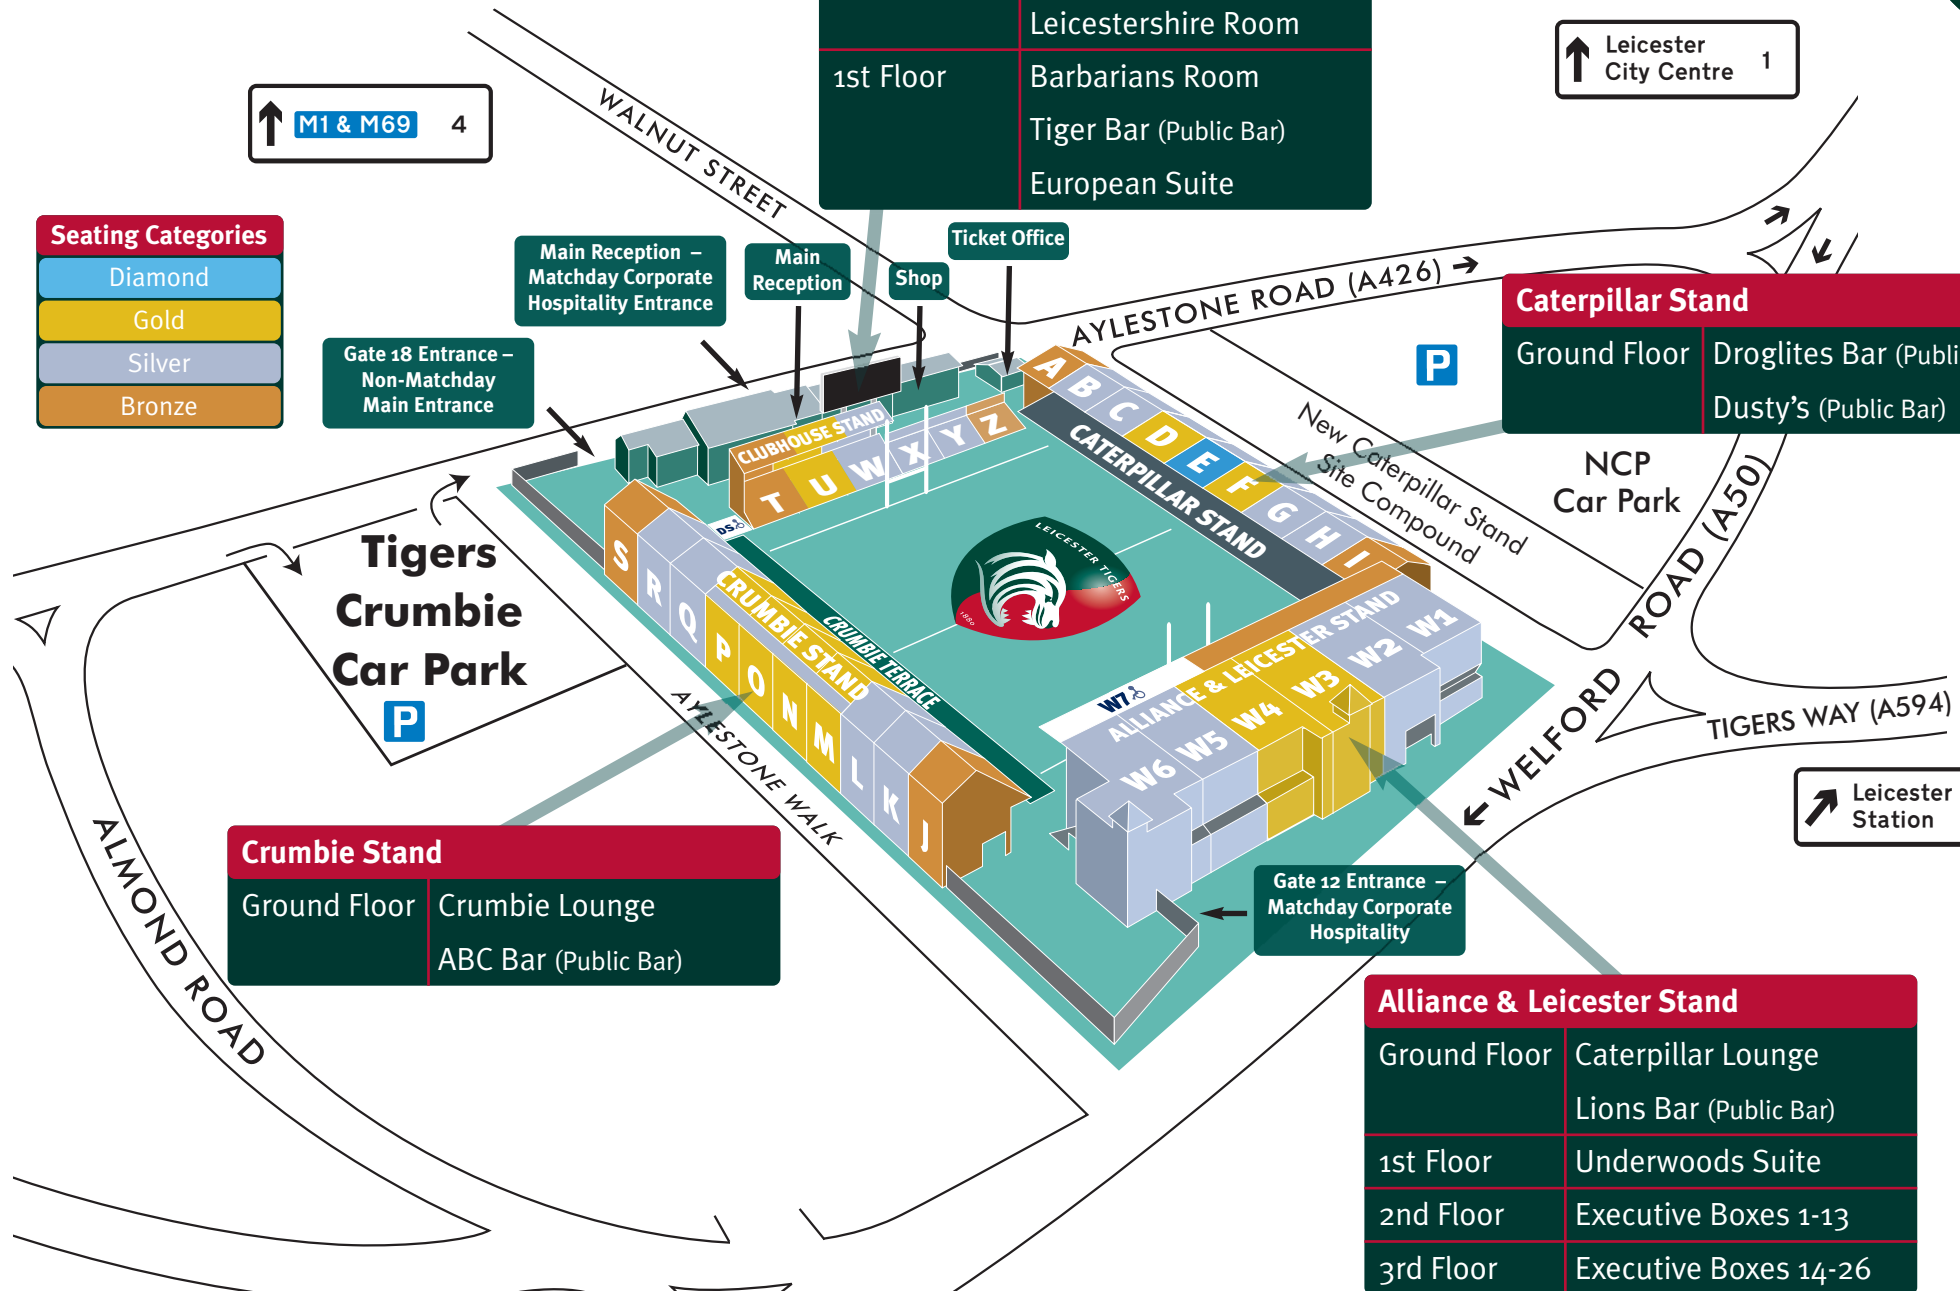 Leicestershire Room
1st Floor
Barbarians Room
Tiger Bar (Public Bar)
European Suite
Leicester
City Centre 1
M1 & M69 4
WALNUT STREET
Seating Categories
Diamond
Gold
Silver
Bronze
Main Reception –
Matchday Corporate
Hospitality Entrance
Main
Reception
Shop
Ticket Office
Gate 18 Entrance –
Non-Matchday
Main Entrance
AYLESTONE ROAD (A426)
Caterpillar Stand
Ground Floor
Droglites Bar (Publi
Dusty's (Public Bar)
P
New Caterpillar Stand
Site Compound
NCP
Car Park
A
B
C
D
E
F
G
H
I
CATERPILLAR STAND
CLUBHOUSE STAND
T
U
W
X
Y
Z
DS
LEICESTER TIGERS
1880
Tigers
Crumbie
Car Park
P
S
R
Q
P
O
N
M
L
K
J
CRUMBIE STAND
CRUMBIE TERRACE
AYLESTONE WALK
ALLIANCE & LEICESTER STAND
W1
W2
W3
W4
W5
W6
W7
WELFORD ROAD (A50)
TIGERS WAY (A594)
Leicester
Station
ALMOND ROAD
Crumbie Stand
Ground Floor
Crumbie Lounge
ABC Bar (Public Bar)
Gate 12 Entrance –
Matchday Corporate
Hospitality
Alliance & Leicester Stand
Ground Floor
Caterpillar Lounge
Lions Bar (Public Bar)
1st Floor
Underwoods Suite
2nd Floor
Executive Boxes 1-13
3rd Floor
Executive Boxes 14-26